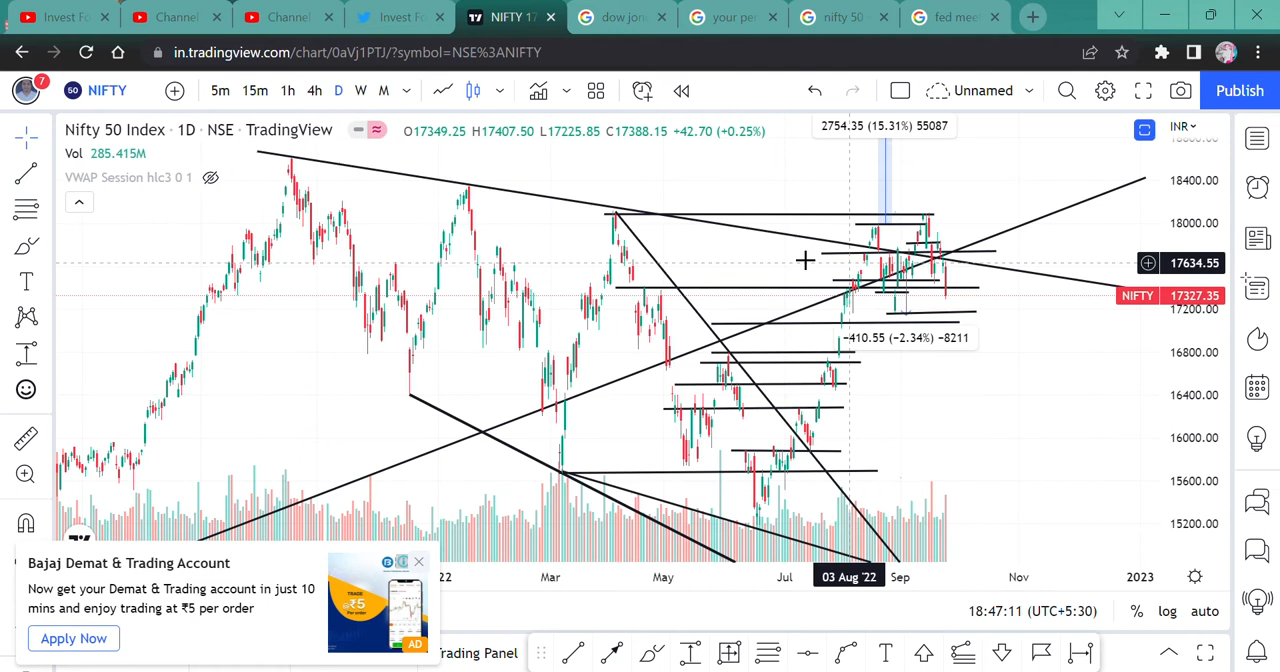 Invest Fo
Channel
Channel
Invest Fo
NIFTY 17
dow jon
your per
nifty 50 -
fed mee
in.tradingview.com/chart/0aVj1PTJ/?symbol=NSE%3ANIFTY
7
50 NIFTY
5m 15m 1h 4h D W M
Unnamed
Publish
Nifty 50 Index · 1D · NSE · TradingView
O17349.25 H17407.50 L17225.85 C17388.15 +42.70 (+0.25%)
2754.35 (15.31%) 55087
INR
Vol 285.415M
VWAP Session hlc3 0 1
18400.00
18000.00
17634.55
NIFTY 17327.35
17200.00
−410.55 (−2.34%) −8211
16800.00
16400.00
16000.00
15600.00
15200.00
22 Mar May Jul 03 Aug '22 Sep Nov 2023
Bajaj Demat & Trading Account
Now get your Demat & Trading account in just 10
mins and enjoy trading at ₹5 per order
Apply Now
TRADE
₹5
Per order
AD
18:47:11 (UTC+5:30) % log auto
Trading Panel